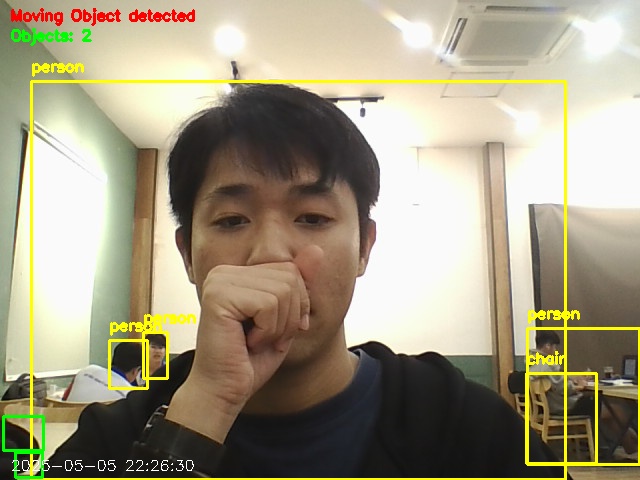 Moving Object detected
Objects: 2
person
person
person
person
chair
2025-05-05 22:26:30